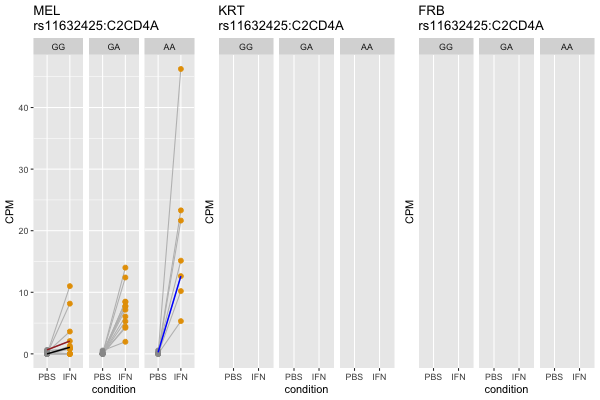 MEL
rs11632425:C2CD4A
GG GA AA
CPM
40
30
20
10
0
PBS IFN PBS IFN PBS IFN
condition
KRT
rs11632425:C2CD4A
GG GA AA
CPM
PBS IFN PBS IFN PBS IFN
condition
FRB
rs11632425:C2CD4A
GG GA AA
CPM
PBS IFN PBS IFN PBS IFN
condition